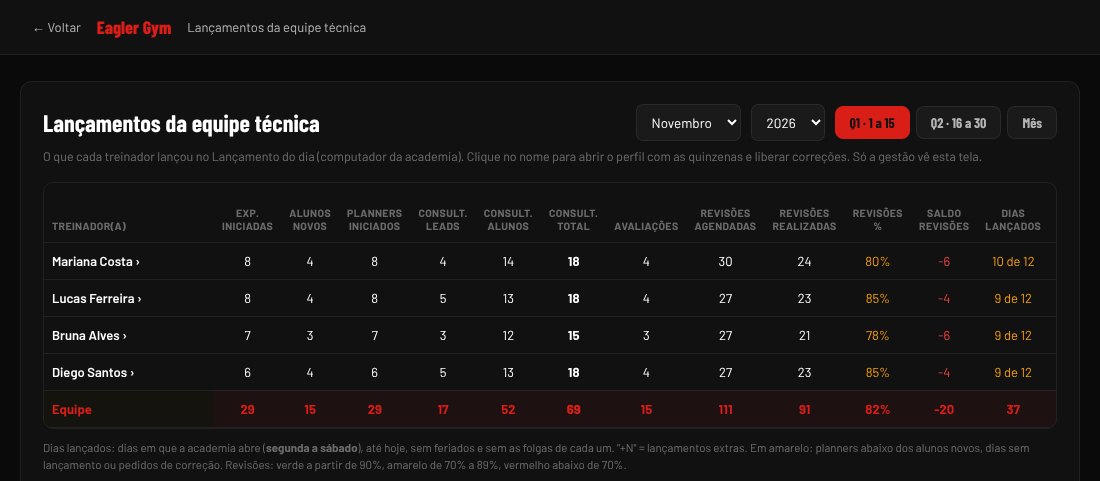 ← Voltar Eagler Gym Lançamentos da equipe técnica
Lançamentos da equipe técnica Novembro 2026 Q1 · 1 a 15 Q2 · 16 a 30 Mês
O que cada treinador lançou no Lançamento do dia (computador da academia). Clique no nome para abrir o perfil com as quinzenas e liberar correções. Só a gestão vê esta tela.
TREINADOR(A) EXP. INICIADAS ALUNOS NOVOS PLANNERS INICIADOS CONSULT. LEADS CONSULT. ALUNOS CONSULT. TOTAL AVALIAÇÕES REVISÕES AGENDADAS REVISÕES REALIZADAS REVISÕES % SALDO REVISÕES DIAS LANÇADOS
Mariana Costa › 8 4 8 4 14 18 4 30 24 80% -6 10 de 12
Lucas Ferreira › 8 4 8 5 13 18 4 27 23 85% -4 9 de 12
Bruna Alves › 7 3 7 3 12 15 3 27 21 78% -6 9 de 12
Diego Santos › 6 4 6 5 13 18 4 27 23 85% -4 9 de 12
Equipe 29 15 29 17 52 69 15 111 91 82% -20 37
Dias lançados: dias em que a academia abre (segunda a sábado), até hoje, sem feriados e sem as folgas de cada um. "+N" = lançamentos extras. Em amarelo: planners abaixo dos alunos novos, dias sem
lançamento ou pedidos de correção. Revisões: verde a partir de 90%, amarelo de 70% a 89%, vermelho abaixo de 70%.